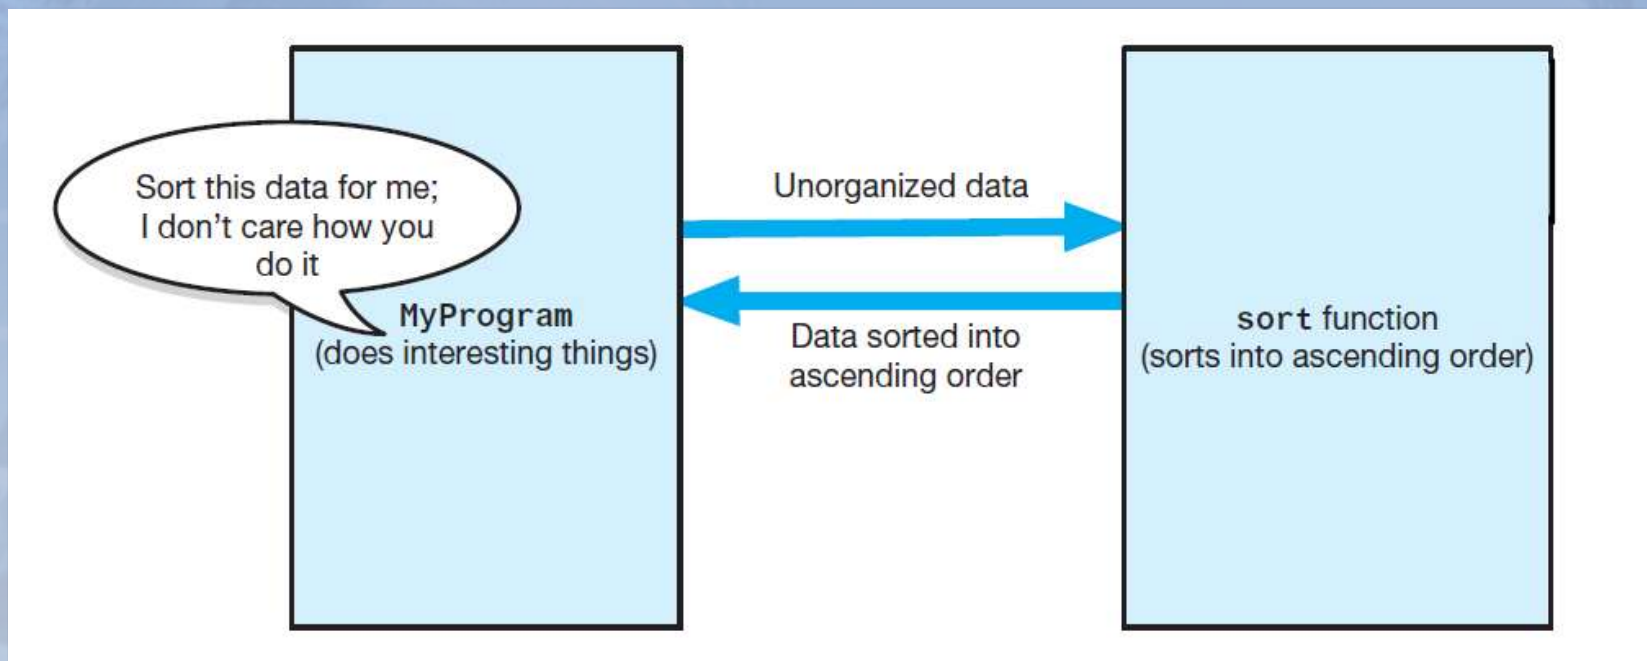 Sort this data for me;
I don't care how you
do it
MyProgram
(does interesting things)
Unorganized data
Data sorted into
ascending order
sort function
(sorts into ascending order)